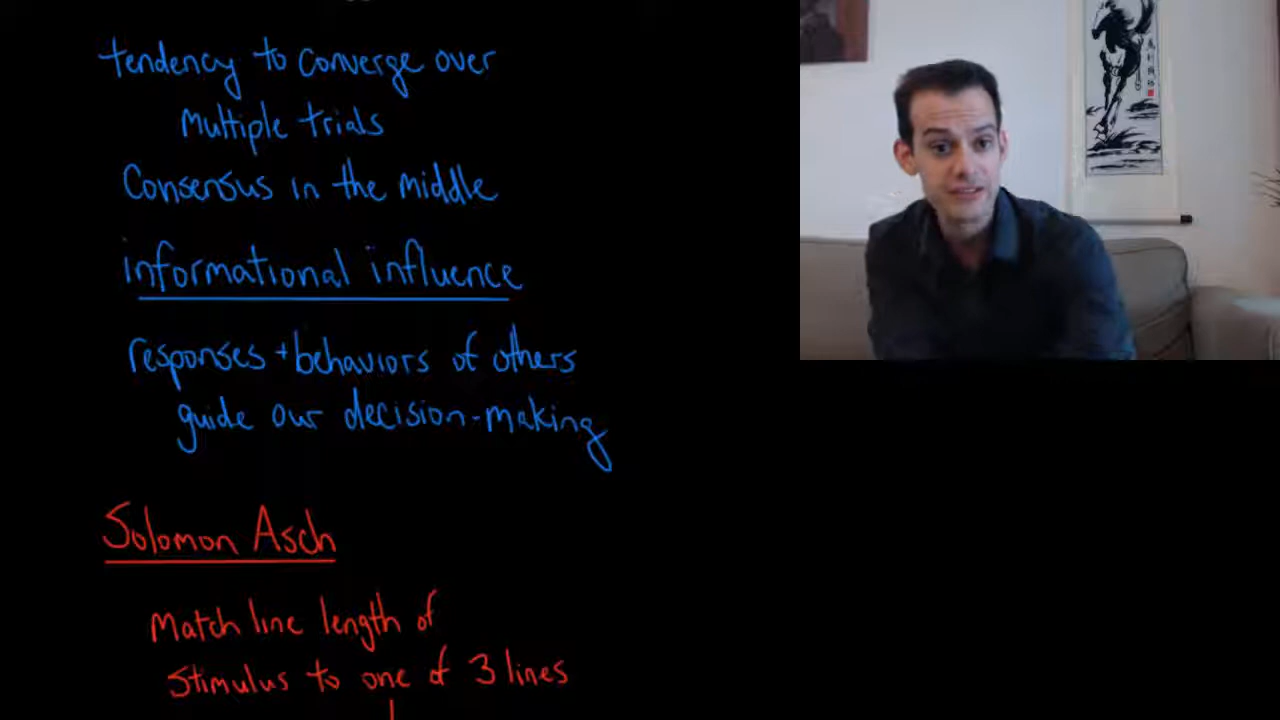 tendency to converge over
Multiple trials
Consensus in the middle
informational influence
responses + behaviors of others
guide our decision-making
Solomon Asch
Match line length of
Stimulus to one of 3 lines